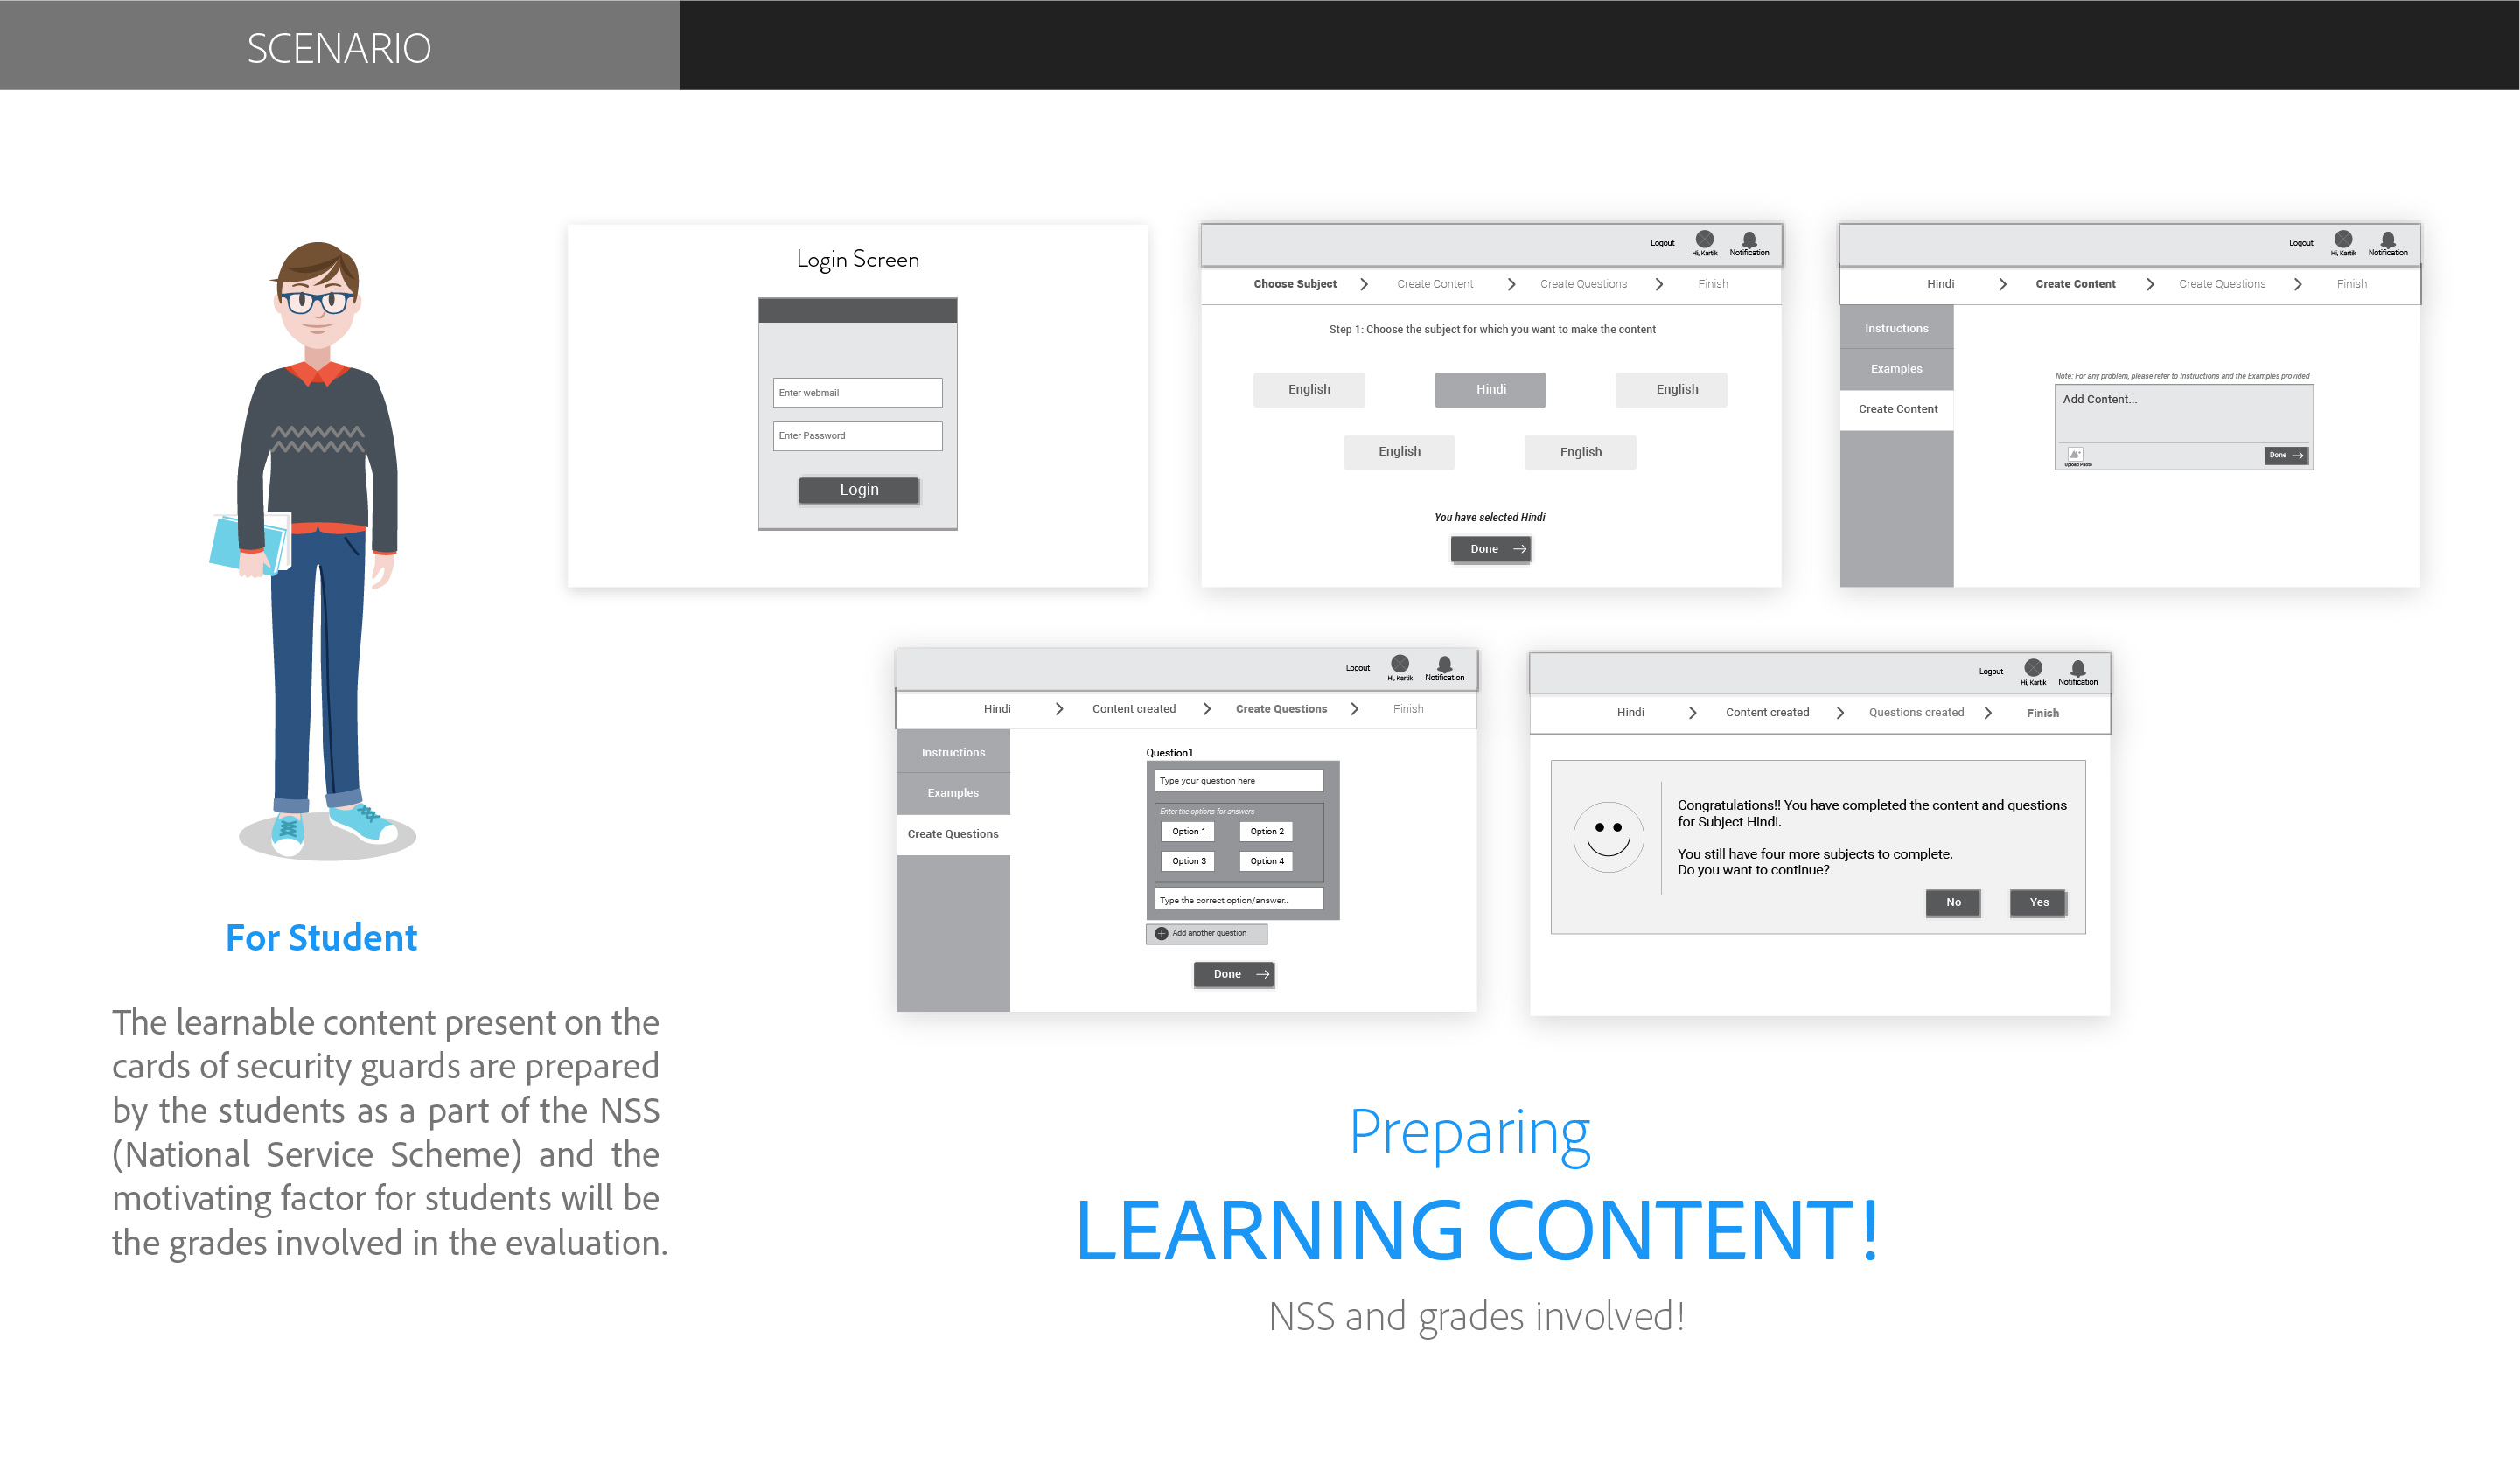 SCENARIO
Login Screen
Enter webmail
Enter Password
Login
Logout
Hi, Kartik
Notification
Choose Subject
Create Content
Create Questions
Finish
Step 1: Choose the subject for which you want to make the content
English
Hindi
English
English
English
You have selected Hindi
Done
Logout
Hi, Kartik
Notification
Hindi
Create Content
Create Questions
Finish
Instructions
Examples
Create Content
Note: For any problem, please refer to Instructions and the Examples provided
Add Content...
Upload Photo
Done
Logout
Hi, Kartik
Notification
Hindi
Content created
Create Questions
Finish
Instructions
Examples
Create Questions
Question1
Type your question here
Enter the options for answers
Option 1
Option 2
Option 3
Option 4
Type the correct option/answer..
Add another question
Done
Logout
Hi, Kartik
Notification
Hindi
Content created
Questions created
Finish
Congratulations!! You have completed the content and questions
for Subject Hindi.
You still have four more subjects to complete.
Do you want to continue?
No
Yes
For Student
The learnable content present on the
cards of security guards are prepared
by the students as a part of the NSS
(National Service Scheme) and the
motivating factor for students will be
the grades involved in the evaluation.
Preparing
LEARNING CONTENT!
NSS and grades involved!